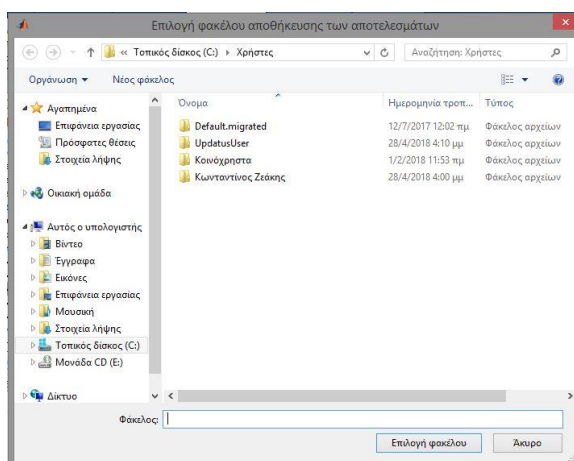 Επιλογή φακέλου αποθήκευσης των αποτελεσμάτων
« Τοπικός δίσκος (C:) Χρήστες
Αναζήτηση: Χρήστες
Οργάνωση Νέος φάκελος
Αγαπημένα
Επιφάνεια εργασίας
Πρόσφατες θέσεις
Στοιχεία λήψης
Οικιακή ομάδα
Αυτός ο υπολογιστής
Βίντεο
Έγγραφα
Εικόνες
Επιφάνεια εργασίας
Μουσική
Στοιχεία λήψης
Τοπικός δίσκος (C:)
Μονάδα CD (E:)
Δίκτυο
Όνομα Ημερομηνία τροπ... Τύπος
Default.migrated 12/7/2017 12:02 πμ Φάκελος αρχείων
UpdatusUser 28/4/2018 4:10 μμ Φάκελος αρχείων
Κοινόχρηστα 1/2/2018 11:53 πμ Φάκελος αρχείων
Κωνταντίνος Ζεάκης 28/4/2018 4:00 μμ Φάκελος αρχείων
Φάκελος:
Επιλογή φακέλου Άκυρο